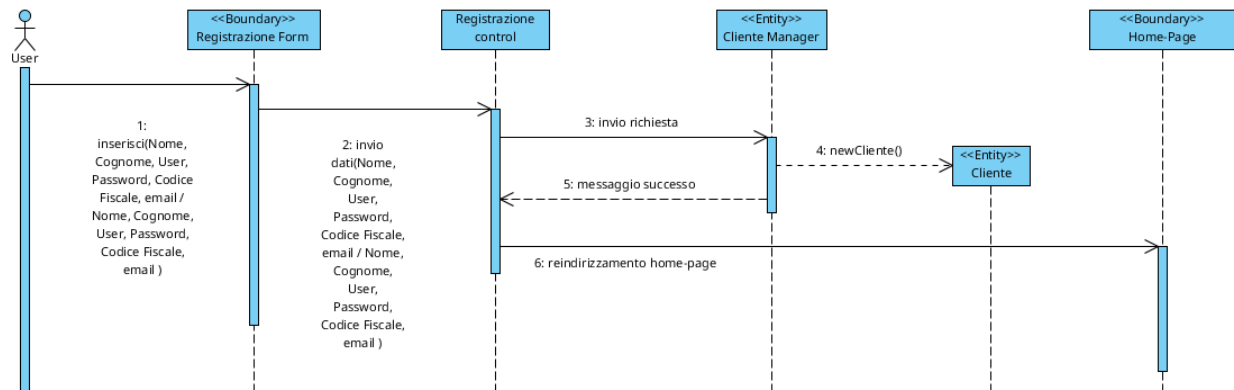 <<Boundary>>
Registrazione Form
Registrazione
control
<<Entity>>
Cliente Manager
<<Boundary>>
Home-Page
User
1:
inserisci(Nome,
Cognome, User,
Password, Codice
Fiscale, email /
Nome, Cognome,
User, Password,
Codice Fiscale,
email )
2: invio
dati(Nome,
Cognome,
User,
Password,
Codice Fiscale,
email / Nome,
Cognome,
User,
Password,
Codice Fiscale,
email )
3: invio richiesta
4: newCliente()
<<Entity>>
Cliente
5: messaggio successo
6: reindirizzamento home-page